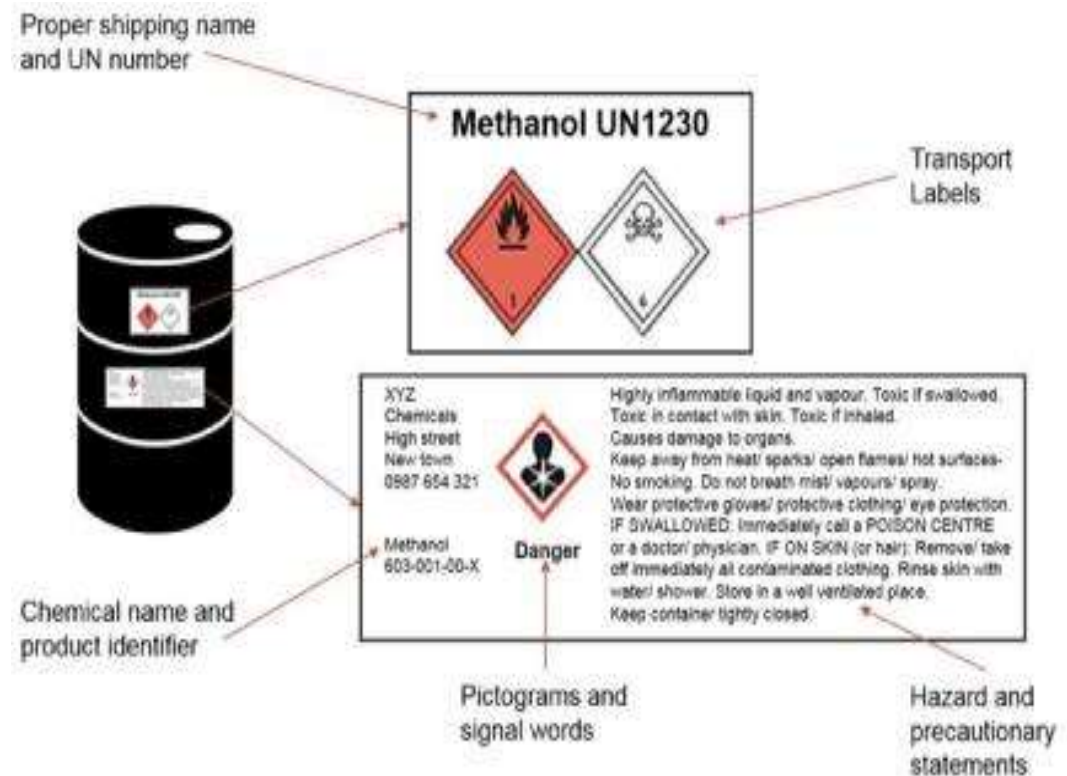 Proper shipping name
and UN number
Methanol UN1230
Transport
Labels
1
6
XYZ
Chemicals
High street
New town
0987 654 321
Methanol
603-001-00-X
Danger
Highly inflammable liquid and vapour. Toxic if swallowed.
Toxic in contact with skin. Toxic if inhaled.
Causes damage to organs.
Keep away from heat/ sparks/ open flames/ hot surfaces-
No smoking. Do not breath mist/ vapours/ spray.
Wear protective gloves/ protective clothing/ eye protection.
IF SWALLOWED: Immediately call a POISON CENTRE
or a doctor/ physician. IF ON SKIN (or hair): Remove/ take
off immediately all contaminated clothing. Rinse skin with
water/ shower. Store in a well ventilated place.
Keep container tightly closed.
Chemical name and
product identifier
Pictograms and
signal words
Hazard and
precautionary
statements